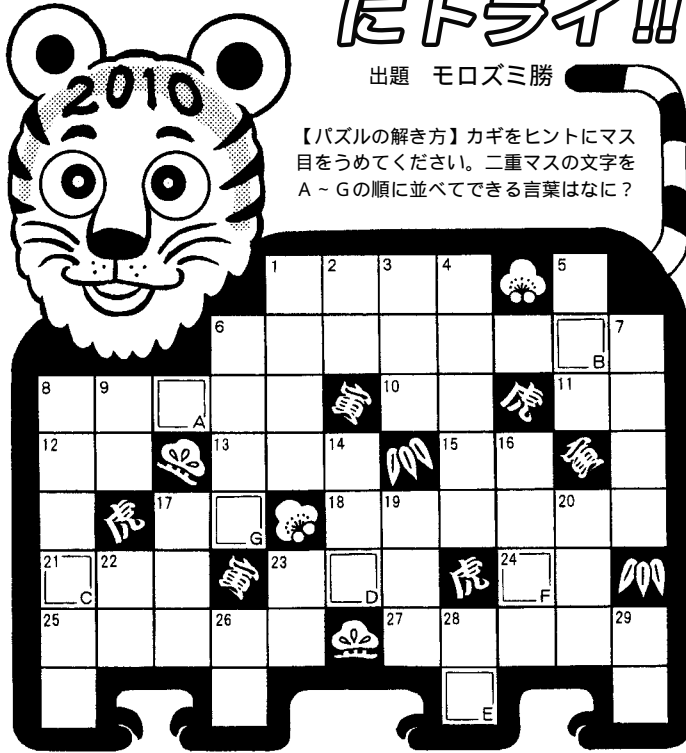 にトライ!!
出題 モロズミ勝
2010
【パズルの解き方】カギをヒントにマス
目をうめてください。二重マスの文字を
A～Gの順に並べてできる言葉はなに？
1 2 3 4 5
6 B 7
8 9 A 寅 10 虎 11
12 13 14 15 16 寅
虎 17 G 18 19 20
21 C 22 寅 23 D 虎 24 F
25 26 27 28 29
E